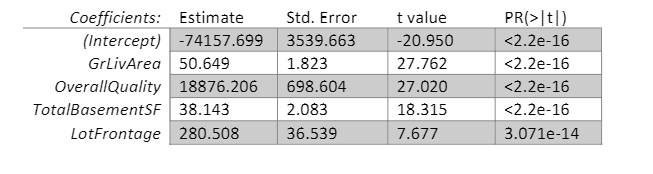 Coefficients: Estimate Std. Error t value PR(>|t|)
(Intercept) -74157.699 3539.663 -20.950 <2.2e-16
GrLivArea 50.649 1.823 27.762 <2.2e-16
OverallQuality 18876.206 698.604 27.020 <2.2e-16
TotalBasementSF 38.143 2.083 18.315 <2.2e-16
LotFrontage 280.508 36.539 7.677 3.071e-14